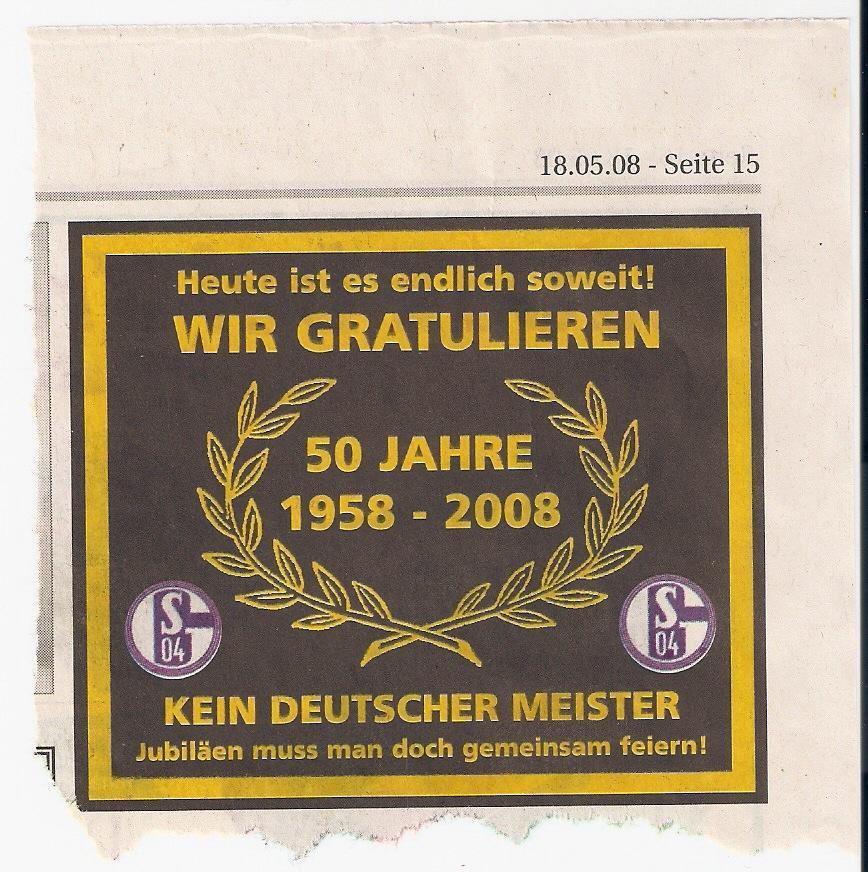 18.05.08 - Seite 15
Heute ist es endlich soweit!
WIR GRATULIEREN
50 JAHRE
1958 - 2008
S
04
S
04
KEIN DEUTSCHER MEISTER
Jubiläen muss man doch gemeinsam feiern!